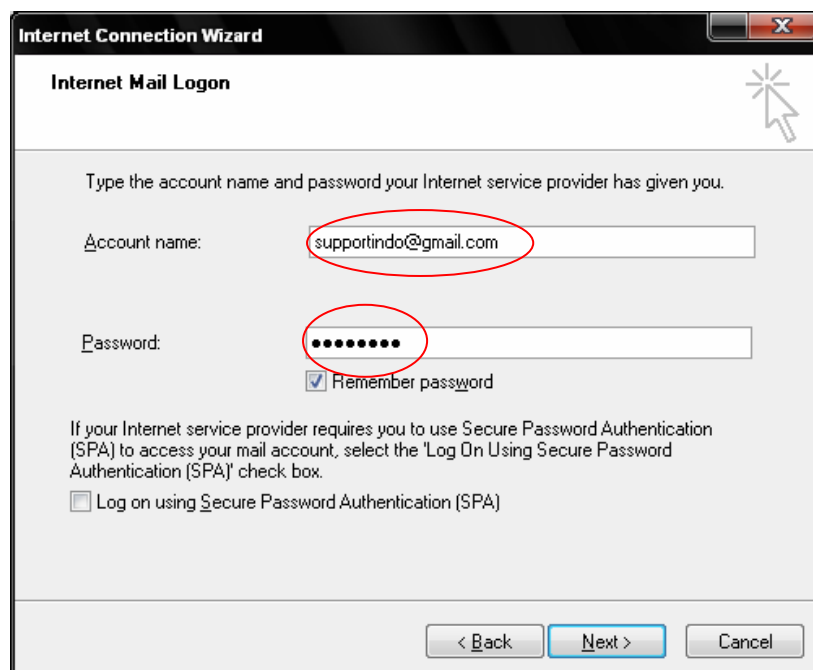 Internet Connection Wizard
Internet Mail Logon
Type the account name and password your Internet service provider has given you.
Account name: supportindo@gmail.com
Password: ●●●●●●●●
Remember password
If your Internet service provider requires you to use Secure Password Authentication
(SPA) to access your mail account, select the 'Log On Using Secure Password
Authentication (SPA)' check box.
Log on using Secure Password Authentication (SPA)
< Back Next > Cancel